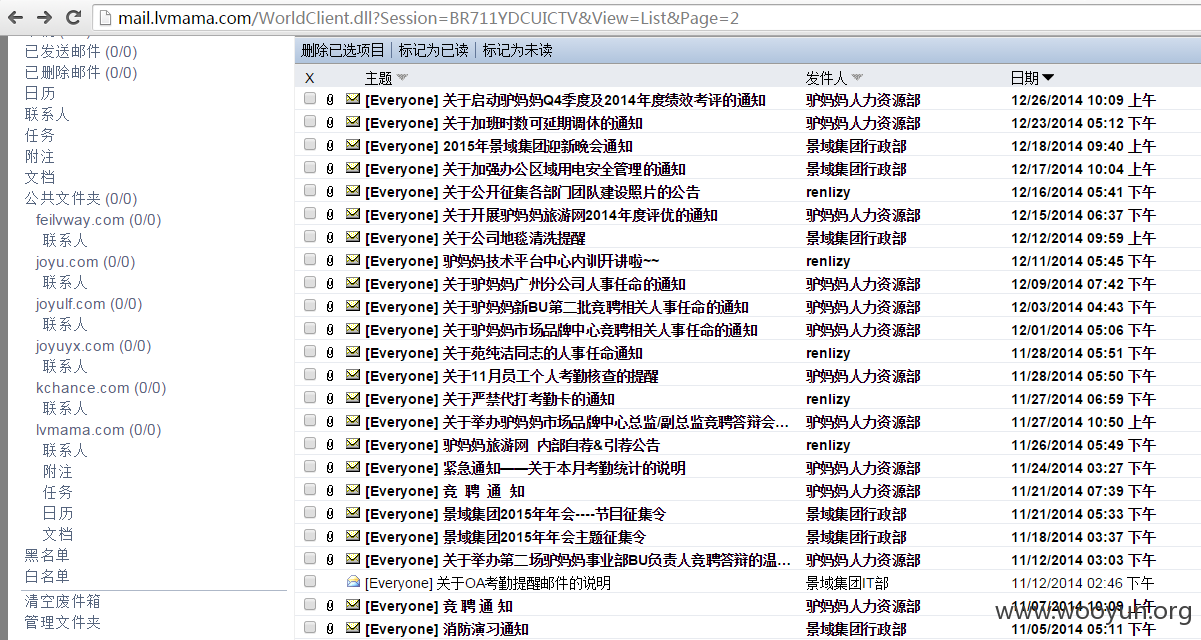 mail.lvmama.com/WorldClient.dll?Session=BR711YDCUICTV&View=List&Page=2
已发送邮件 (0/0)
已删除邮件 (0/0)
日历
联系人
任务
附注
文档
公共文件夹 (0/0)
feilvway.com (0/0)
联系人
joyu.com (0/0)
联系人
joyulf.com (0/0)
联系人
joyuyx.com (0/0)
联系人
kchance.com (0/0)
联系人
lvmama.com (0/0)
联系人
附注
任务
日历
文档
黑名单
白名单
清空废件箱
管理文件夹
删除已选项目 标记为已读 标记为未读
X 主题 发件人 日期
[Everyone] 关于启动驴妈妈Q4季度及2014年度绩效考评的通知 驴妈妈人力资源部 12/26/2014 10:09 上午
[Everyone] 关于加班时数可延期调休的通知 驴妈妈人力资源部 12/23/2014 05:12 下午
[Everyone] 2015年景域集团迎新晚会通知 景域集团行政部 12/18/2014 09:40 上午
[Everyone] 关于加强办公区域用电安全管理的通知 景域集团行政部 12/17/2014 10:04 上午
[Everyone] 关于公开征集各部门团队建设照片的公告 renlizy 12/16/2014 05:41 下午
[Everyone] 关于开展驴妈妈旅游网2014年度评优的通知 驴妈妈人力资源部 12/15/2014 06:37 下午
[Everyone] 关于公司地毯清洗提醒 景域集团行政部 12/12/2014 09:59 上午
[Everyone] 驴妈妈技术平台中心内训开讲啦~~ renlizy 12/11/2014 05:45 下午
[Everyone] 关于驴妈妈广州分公司人事任命的通知 驴妈妈人力资源部 12/09/2014 07:42 下午
[Everyone] 关于驴妈妈新BU第二批竞聘相关人事任命的通知 驴妈妈人力资源部 12/03/2014 04:43 下午
[Everyone] 关于驴妈妈市场品牌中心竞聘相关人事任命的通知 驴妈妈人力资源部 12/01/2014 05:06 下午
[Everyone] 关于苑纯洁同志的人事任命通知 renlizy 11/28/2014 05:51 下午
[Everyone] 关于11月员工个人考勤核查的提醒 驴妈妈人力资源部 11/28/2014 05:50 下午
[Everyone] 关于严禁代打考勤卡的通知 renlizy 11/27/2014 06:59 下午
[Everyone] 关于举办驴妈妈市场品牌中心总监/副总监竞聘答辩会... 驴妈妈人力资源部 11/27/2014 10:50 上午
[Everyone] 驴妈妈旅游网 内部自荐&引荐公告 renlizy 11/26/2014 05:49 下午
[Everyone] 紧急通知——关于本月考勤统计的说明 驴妈妈人力资源部 11/24/2014 03:27 下午
[Everyone] 竞 聘 通 知 驴妈妈人力资源部 11/21/2014 07:39 下午
[Everyone] 景域集团2015年年会----节目征集令 景域集团行政部 11/21/2014 05:33 下午
[Everyone] 景域集团2015年年会主题征集令 景域集团行政部 11/18/2014 03:37 下午
[Everyone] 关于举办第二场驴妈妈事业部BU负责人竞聘答辩的温... 驴妈妈人力资源部 11/12/2014 03:03 下午
[Everyone] 关于OA考勤提醒邮件的说明 景域集团IT部 11/12/2014 02:46 下午
[Everyone] 竞 聘 通 知 驴妈妈人力资源部 11/07/2014 10:09 上午
[Everyone] 消防演习通知 景域集团行政部 11/05/2014 05:11 下午
www.wooyun.org